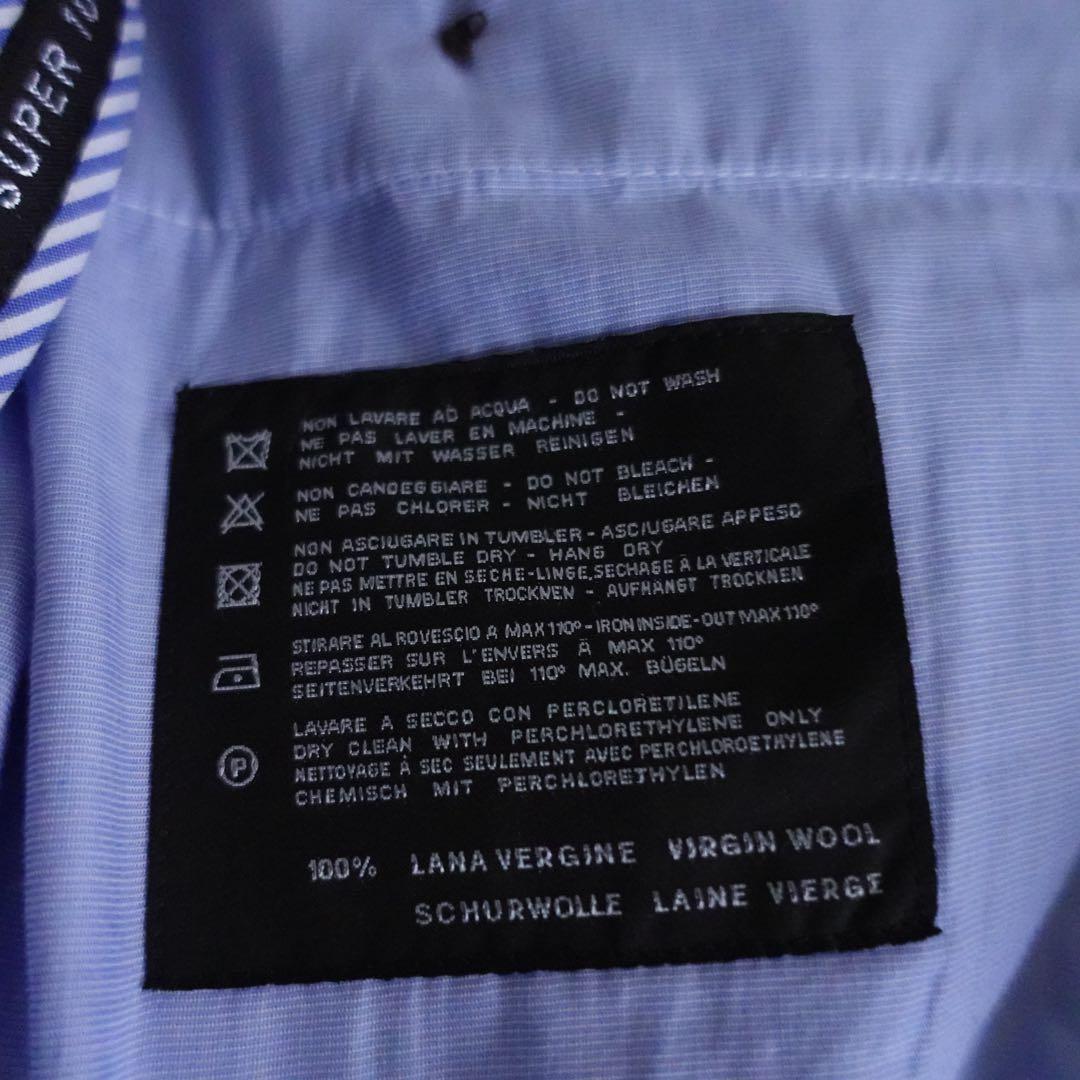 SUPER 10
NON LAVARE AD ACQUA - DO NOT WASH
NE PAS LAVER EN MACHINE -
NICHT MIT WASSER REINIGEN
NON CANDEGGIARE - DO NOT BLEACH -
NE PAS CHLORER - NICHT BLEICHEN
NON ASCIUGARE IN TUMBLER - ASCIUGARE APPESO
DO NOT TUMBLE DRY - HANG DRY
NE PAS METTRE EN SECHE-LINGE, SECHAGE À LA VERTICALE
NICHT IN TUMBLER TROCKNEN - AUFHÄNGT TROCKNEN
STIRARE AL ROVESCIO A MAX 110° - IRON INSIDE-OUT MAX 110°
REPASSER SUR L'ENVERS À MAX 110°
SEITENVERKEHRT BEI 110° MAX. BÜGELN
LAVARE A SECCO CON PERCLORETILENE
DRY CLEAN WITH PERCHLORETHYLENE ONLY
NETTOYAGE À SEC SEULEMENT AVEC PERCHLOROETHYLENE
CHEMISCH MIT PERCHLORETHYLEN
P
100% LANA VERGINE VIRGIN WOOL
SCHURWOLLE LAINE VIERGE